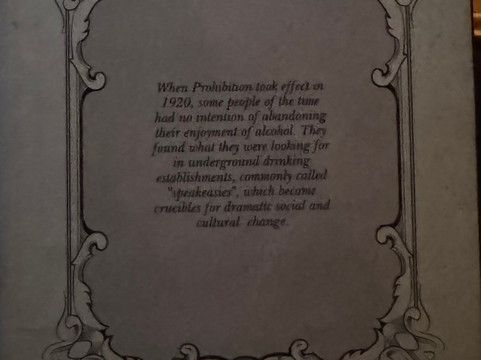 When Prohibition took effect in
1920, some people of the time
had no intention of abandoning
their enjoyment of alcohol. They
found what they were looking for
in underground drinking
establishments, commonly called
"speakeasies", which became
crucibles for dramatic social and
cultural change.